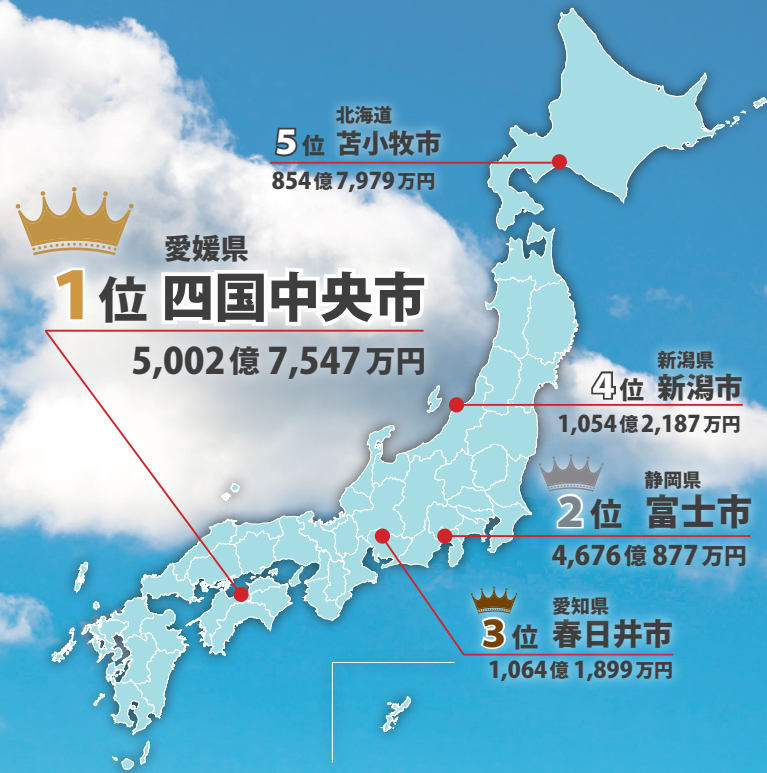 北海道
5位 苫小牧市
854億7,979万円
愛媛県
1位 四国中央市
5,002億7,547万円
新潟県
4位 新潟市
1,054億2,187万円
静岡県
2位 富士市
4,676億877万円
愛知県
3位 春日井市
1,064億1,899万円